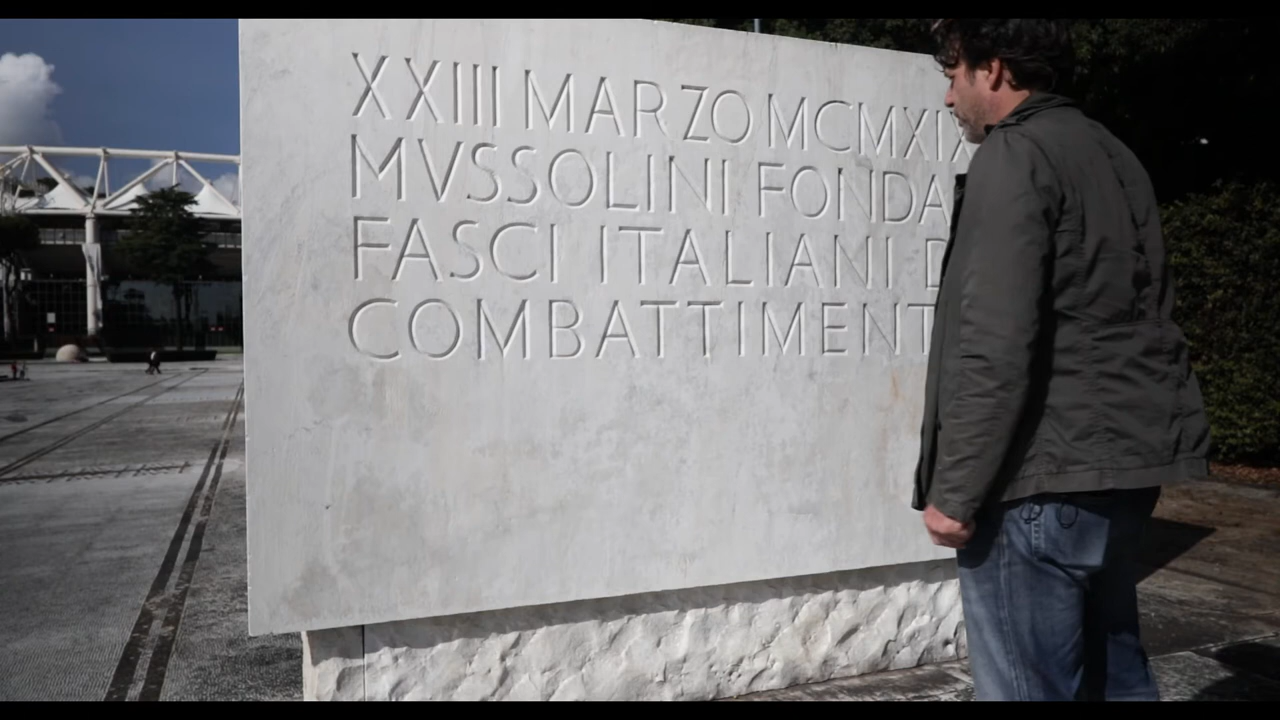 XXIII MARZO MCMXIX
MVSSOLINI FONDA
FASCI ITALIANI D
COMBATTIMENT